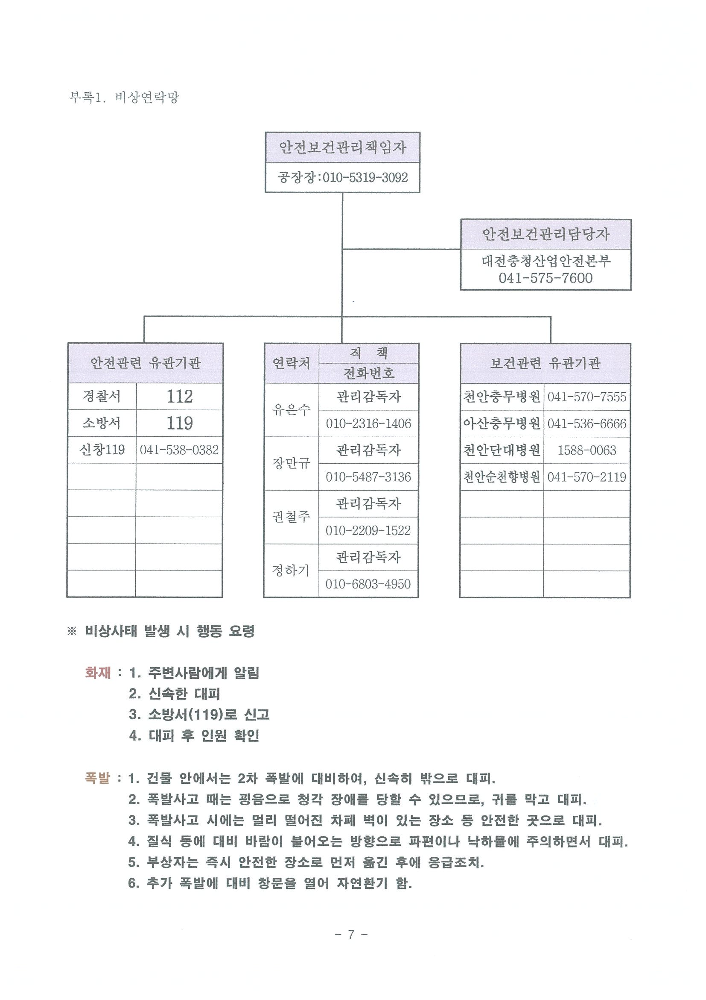 부록1. 비상연락망
안전보건관리책임자
공장장:010-5319-3092
안전보건관리담당자
대전충청산업안전본부
041-575-7600
안전관련 유관기관
경찰서 112
소방서 119
신창119 041-538-0382
연락처 직 책
전화번호
유은수 관리감독자
010-2316-1406
장만규 관리감독자
010-5487-3136
권철주 관리감독자
010-2209-1522
정하기 관리감독자
010-6803-4950
보건관련 유관기관
천안충무병원 041-570-7555
아산충무병원 041-536-6666
천안단대병원 1588-0063
천안순천향병원 041-570-2119
※ 비상사태 발생 시 행동 요령
화재 : 1. 주변사람에게 알림
2. 신속한 대피
3. 소방서(119)로 신고
4. 대피 후 인원 확인
폭발 : 1. 건물 안에서는 2차 폭발에 대비하여, 신속히 밖으로 대피.
2. 폭발사고 때는 굉음으로 청각 장애를 당할 수 있으므로, 귀를 막고 대피.
3. 폭발사고 시에는 멀리 떨어진 차폐 벽이 있는 장소 등 안전한 곳으로 대피.
4. 질식 등에 대비 바람이 불어오는 방향으로 파편이나 낙하물에 주의하면서 대피.
5. 부상자는 즉시 안전한 장소로 먼저 옮긴 후에 응급조치.
6. 추가 폭발에 대비 창문을 열어 자연환기 함.
- 7 -